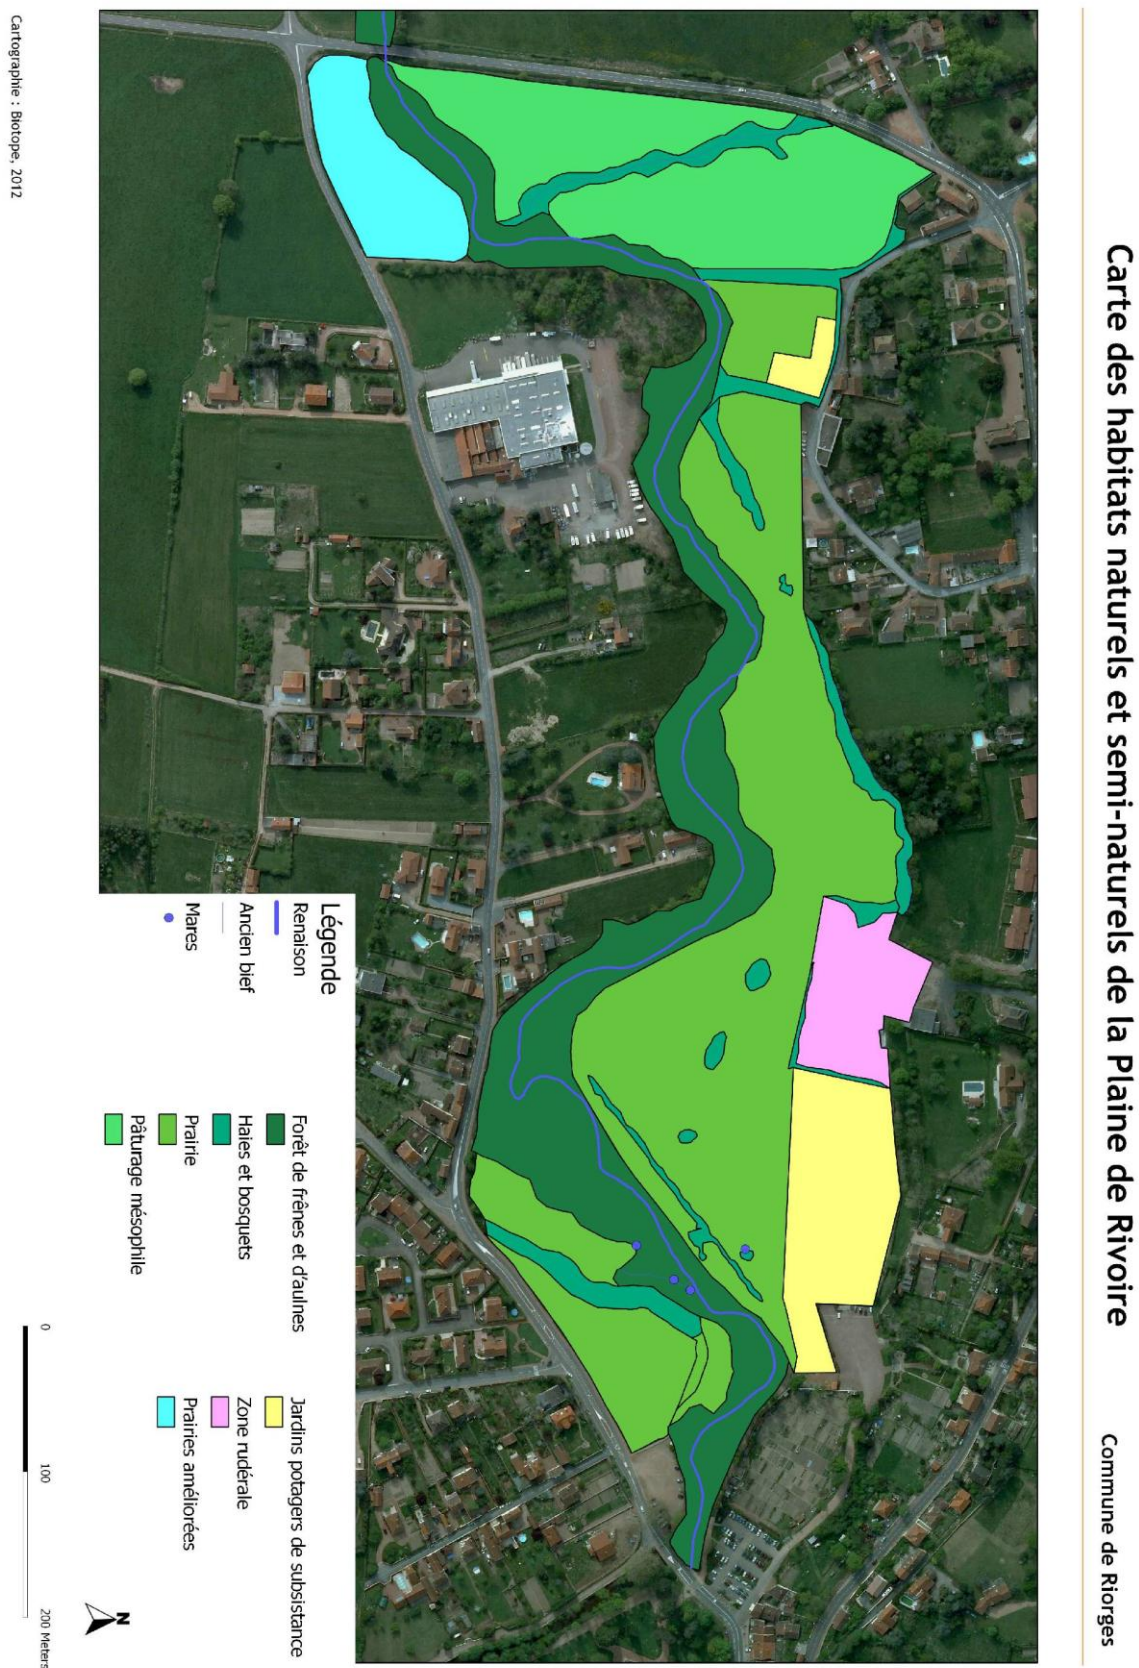 Carte des habitats naturels et semi-naturels de la Plaine de Rivoire
Commune de Riorges
Légende
Renaison
Ancien bief
Mares
Forêt de frênes et d'aulnes
Haies et bosquets
Prairie
Pâturage mésophile
Jardins potagers de subsistance
Zone rudérale
Prairies améliorées
0 100 200 Meters
N
Cartographie : Biotope, 2012